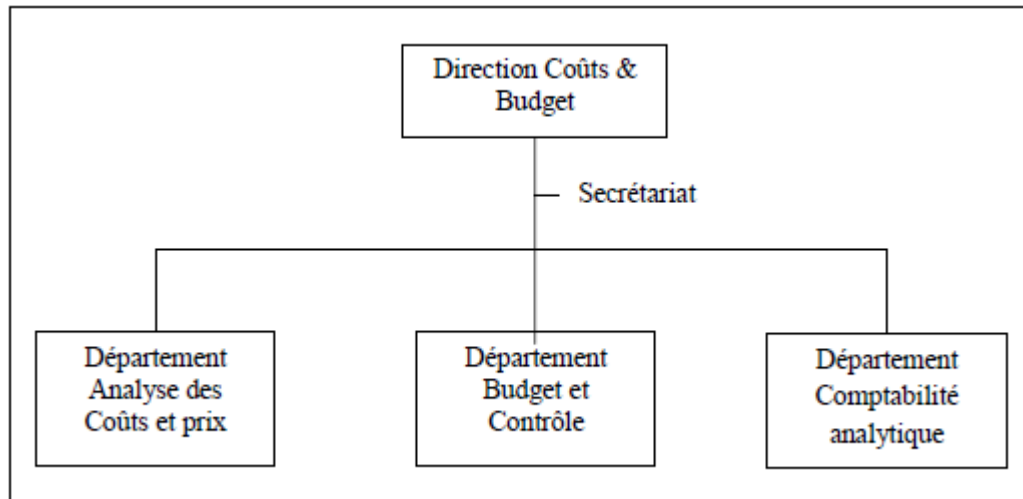 Direction Coûts &
Budget
Secrétariat
Département
Analyse des
Coûts et prix
Département
Budget et
Contrôle
Département
Comptabilité
analytique